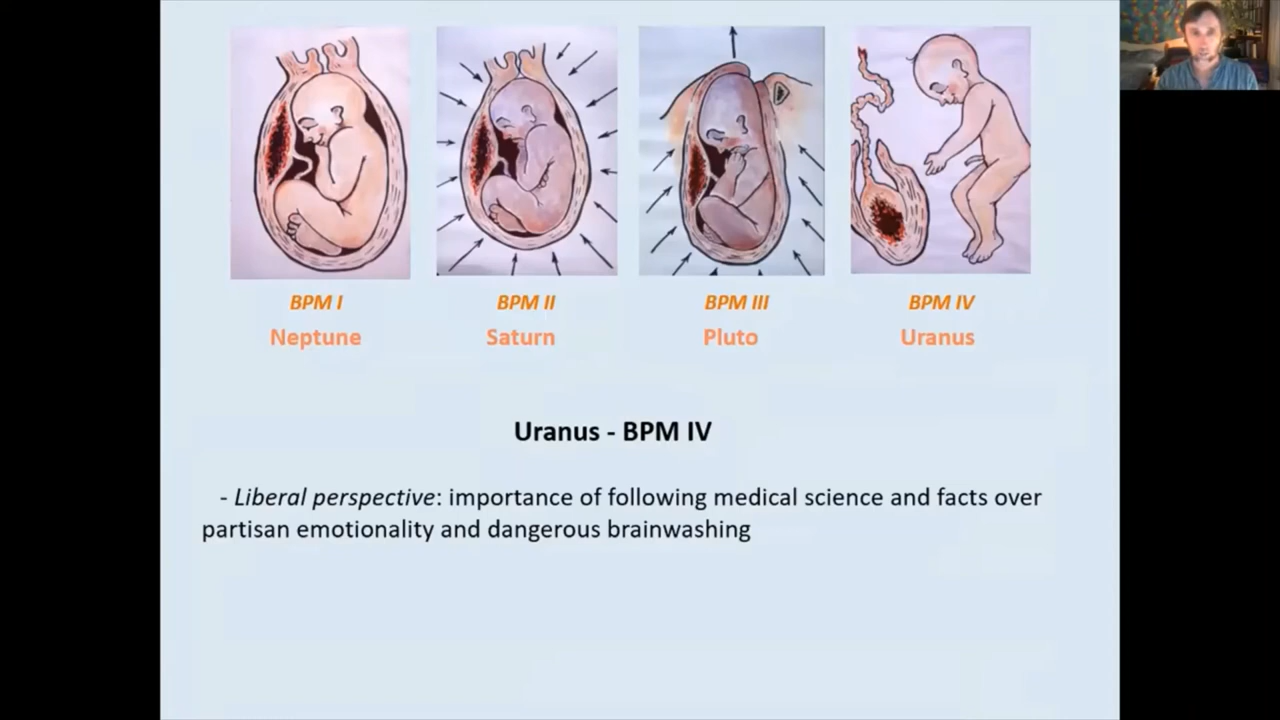 BPM I BPM II BPM III BPM IV
Neptune Saturn Pluto Uranus
Uranus - BPM IV
- Liberal perspective: importance of following medical science and facts over
partisan emotionality and dangerous brainwashing